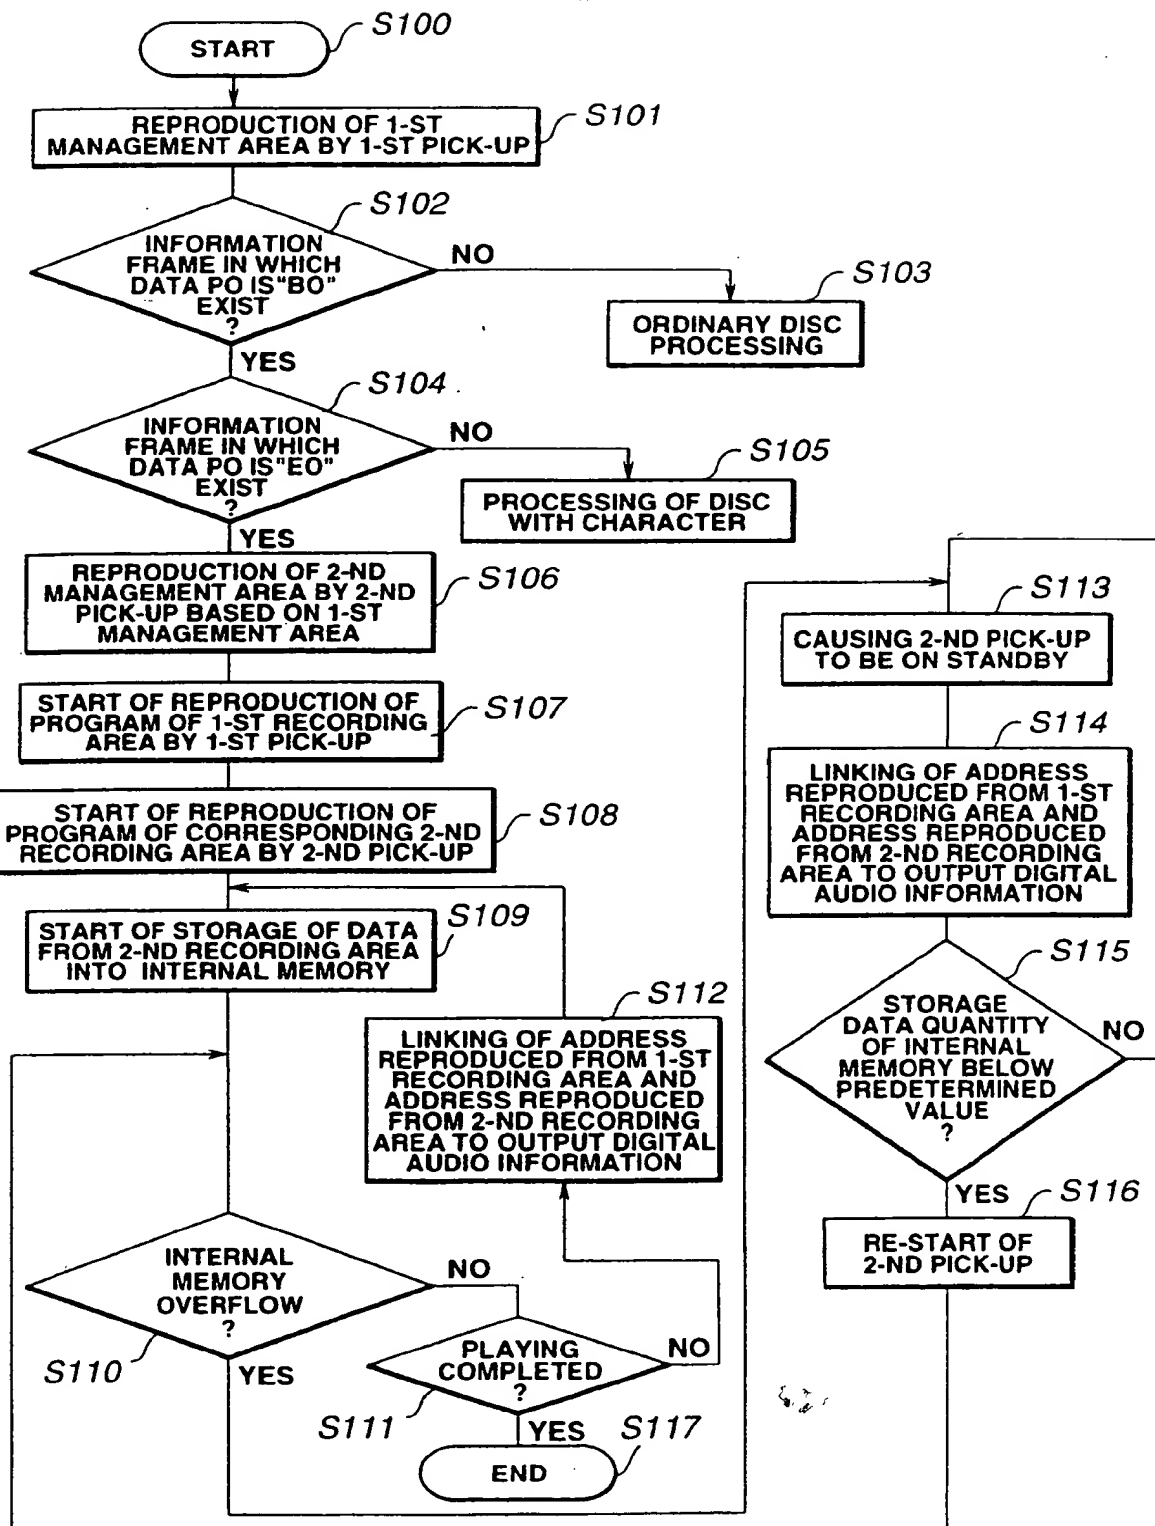 START
S100
REPRODUCTION OF 1-ST
MANAGEMENT AREA BY 1-ST PICK-UP
S101
INFORMATION
FRAME IN WHICH
DATA PO IS "BO"
EXIST
?
S102
NO
YES
S103
ORDINARY DISC
PROCESSING
INFORMATION
FRAME IN WHICH
DATA PO IS "EO"
EXIST
?
S104
NO
YES
S105
PROCESSING OF DISC
WITH CHARACTER
REPRODUCTION OF 2-ND
MANAGEMENT AREA BY 2-ND
PICK-UP BASED ON 1-ST
MANAGEMENT AREA
S106
START OF REPRODUCTION OF
PROGRAM OF 1-ST RECORDING
AREA BY 1-ST PICK-UP
S107
START OF REPRODUCTION OF
PROGRAM OF CORRESPONDING 2-ND
RECORDING AREA BY 2-ND PICK-UP
S108
START OF STORAGE OF DATA
FROM 2-ND RECORDING AREA
INTO INTERNAL MEMORY
S109
INTERNAL
MEMORY
OVERFLOW
?
S110
NO
YES
PLAYING
COMPLETED
?
S111
NO
YES
S112
LINKING OF ADDRESS
REPRODUCED FROM 1-ST
RECORDING AREA AND
ADDRESS REPRODUCED
FROM 2-ND RECORDING
AREA TO OUTPUT DIGITAL
AUDIO INFORMATION
END
S117
S113
CAUSING 2-ND PICK-UP
TO BE ON STANDBY
S114
LINKING OF ADDRESS
REPRODUCED FROM 1-ST
RECORDING AREA AND
ADDRESS REPRODUCED
FROM 2-ND RECORDING
AREA TO OUTPUT DIGITAL
AUDIO INFORMATION
S115
STORAGE
DATA QUANTITY
OF INTERNAL
MEMORY BELOW
PREDETERMINED
VALUE
?
NO
YES
S116
RE-START OF
2-ND PICK-UP